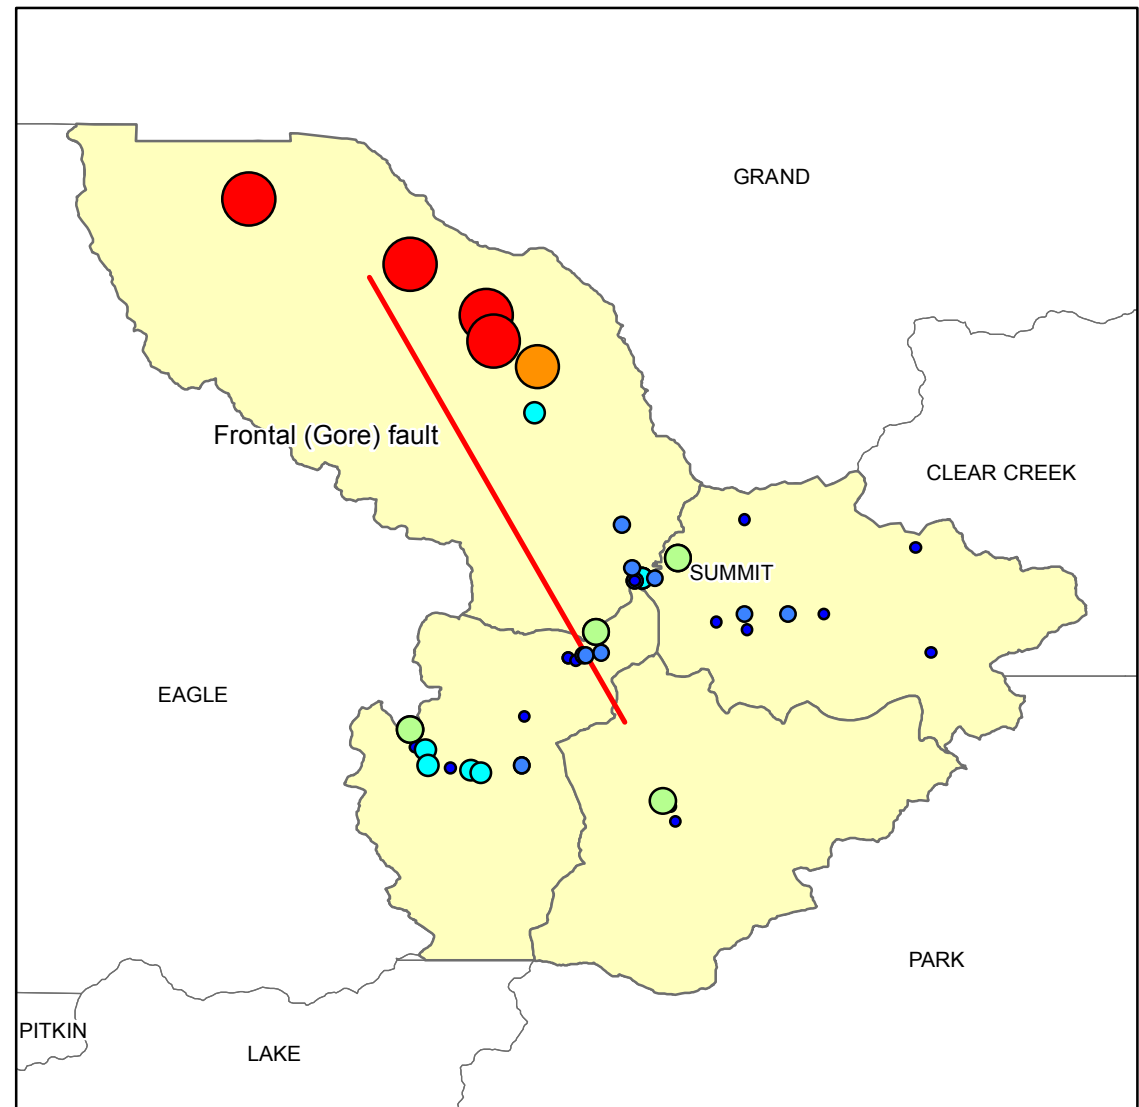 GRAND
Frontal (Gore) fault
CLEAR CREEK
SUMMIT
EAGLE
PARK
PITKIN
LAKE